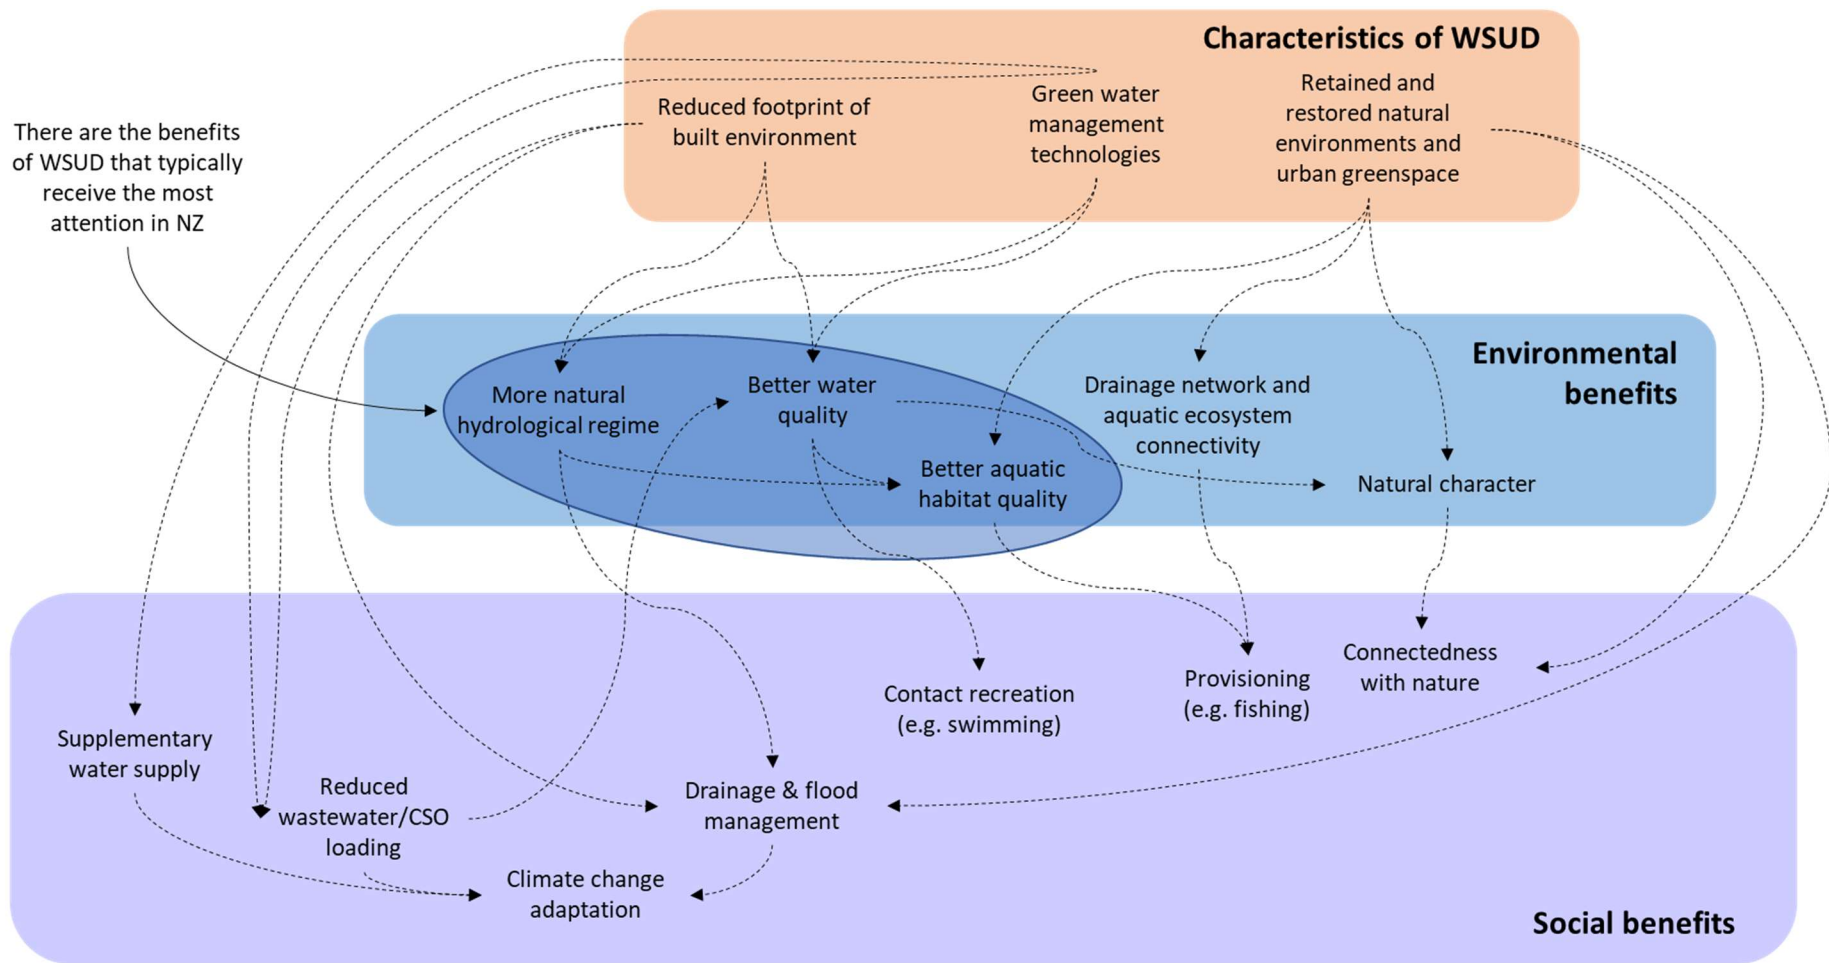 Characteristics of WSUD
Reduced footprint of
built environment
Green water
management
technologies
Retained and
restored natural
environments and
urban greenspace
There are the benefits
of WSUD that typically
receive the most
attention in NZ
Environmental
benefits
More natural
hydrological regime
Better water
quality
Better aquatic
habitat quality
Drainage network and
aquatic ecosystem
connectivity
Natural character
Supplementary
water supply
Reduced
wastewater/CSO
loading
Climate change
adaptation
Drainage & flood
management
Contact recreation
(e.g. swimming)
Provisioning
(e.g. fishing)
Connectedness
with nature
Social benefits